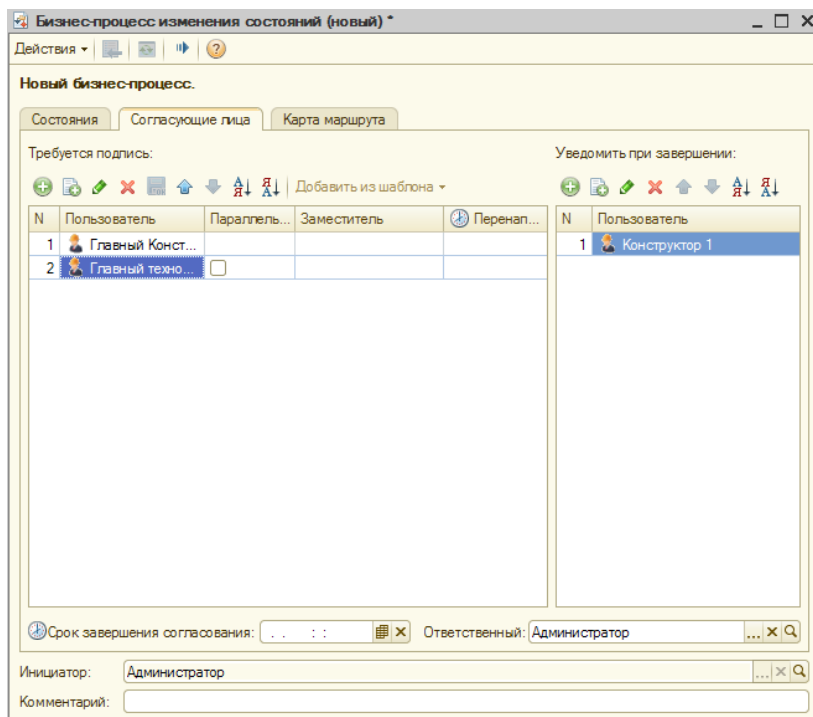 Бизнес-процесс изменения состояний (новый) *
Действия
Новый бизнес-процесс.
Состояния Согласующие лица Карта маршрута
Требуется подпись: Уведомить при завершении:
Добавить из шаблона
N Пользователь Параллель... Заместитель Перенап... N Пользователь
1 Главный Конст... 1 Конструктор 1
2 Главный техно...
Срок завершения согласования: . . : : Ответственный: Администратор ...
Инициатор: Администратор ...
Комментарий: